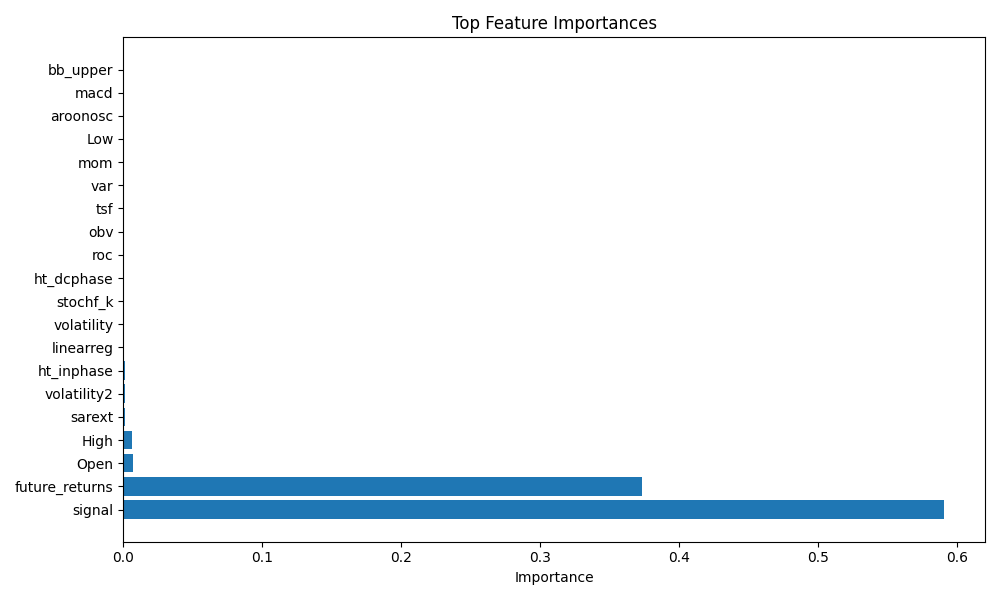 Top Feature Importances
bb_upper
macd
aroonosc
Low
mom
var
tsf
obv
roc
ht_dcphase
stochf_k
volatility
linearreg
ht_inphase
volatility2
sarext
High
Open
future_returns
signal
0.0 0.1 0.2 0.3 0.4 0.5 0.6
Importance